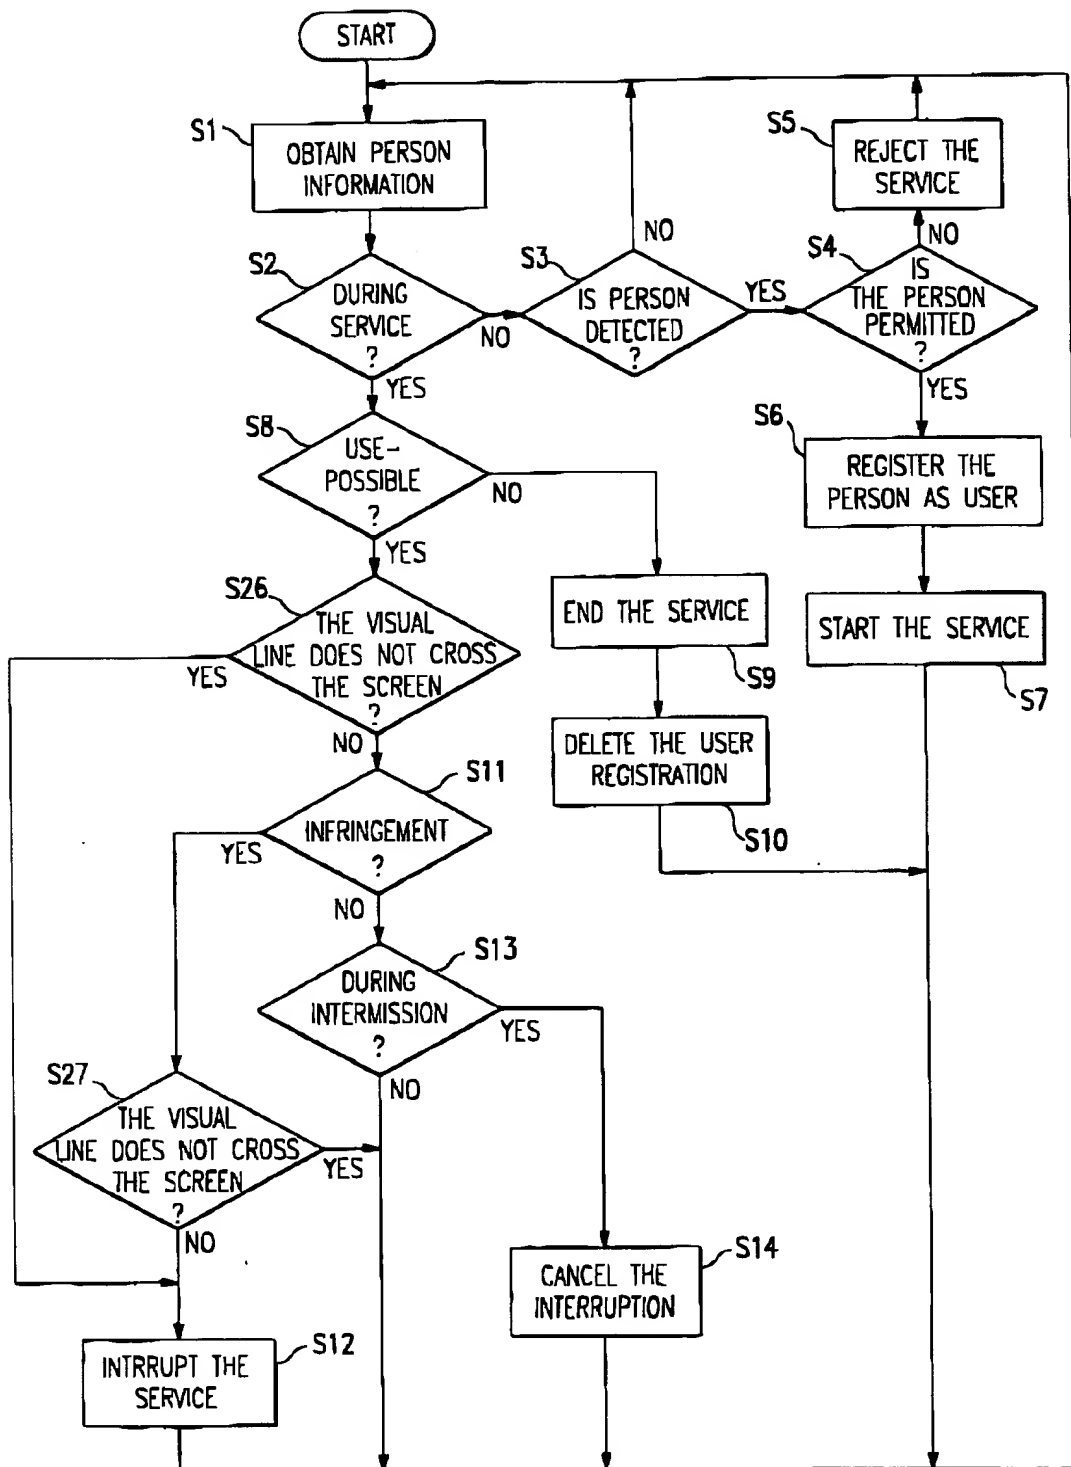 START
S1
OBTAIN PERSON
INFORMATION
S2
DURING
SERVICE
?
NO
YES
S3
IS PERSON
DETECTED
?
NO
YES
S4
IS
THE PERSON
PERMITTED
?
NO
YES
S5
REJECT THE
SERVICE
S6
REGISTER THE
PERSON AS USER
START THE SERVICE
S7
S8
USE-
POSSIBLE
?
NO
YES
END THE SERVICE
S9
DELETE THE USER
REGISTRATION
S10
S26
THE VISUAL
LINE DOES NOT CROSS
THE SCREEN
?
YES
NO
S11
INFRINGEMENT
?
YES
NO
S13
DURING
INTERMISSION
?
YES
NO
S27
THE VISUAL
LINE DOES NOT CROSS
THE SCREEN
?
YES
NO
S14
CANCEL THE
INTERRUPTION
S12
INTRRUPT THE
SERVICE